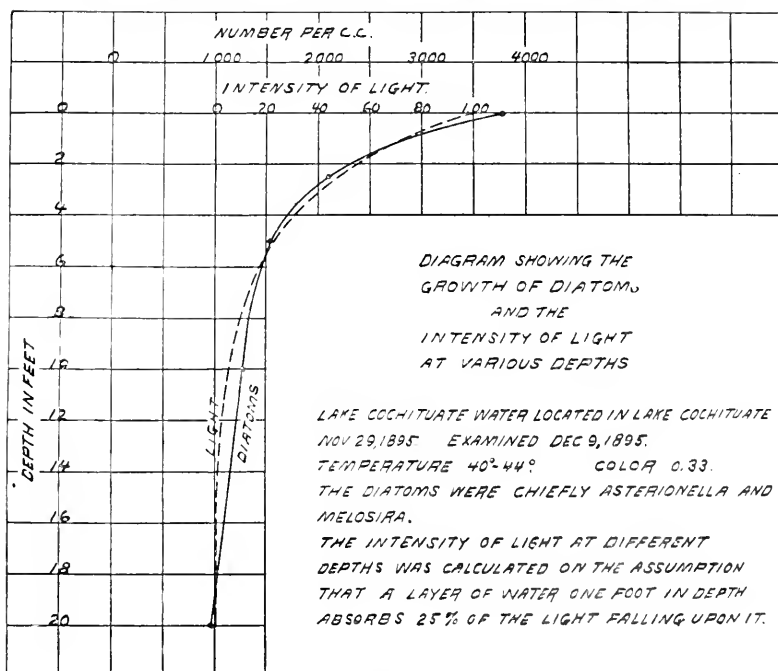 NUMBER PER C.C.
0 1000 2000 3000 4000
INTENSITY OF LIGHT.
0 0 20 40 60 80 100
2
4
6
8
10
12
14
16
18
20
DEPTH IN FEET
LIGHT
DIATOMS
DIAGRAM SHOWING THE
GROWTH OF DIATOMS
AND THE
INTENSITY OF LIGHT
AT VARIOUS DEPTHS
LAKE COCHITUATE WATER LOCATED IN LAKE COCHITUATE
NOV 29, 1895 EXAMINED DEC 9, 1895.
TEMPERATURE 40°-44°. COLOR 0.33.
THE DIATOMS WERE CHIEFLY ASTERIONELLA AND
MELOSIRA.
THE INTENSITY OF LIGHT AT DIFFERENT
DEPTHS WAS CALCULATED ON THE ASSUMPTION
THAT A LAYER OF WATER ONE FOOT IN DEPTH
ABSORBS 25% OF THE LIGHT FALLING UPON IT.